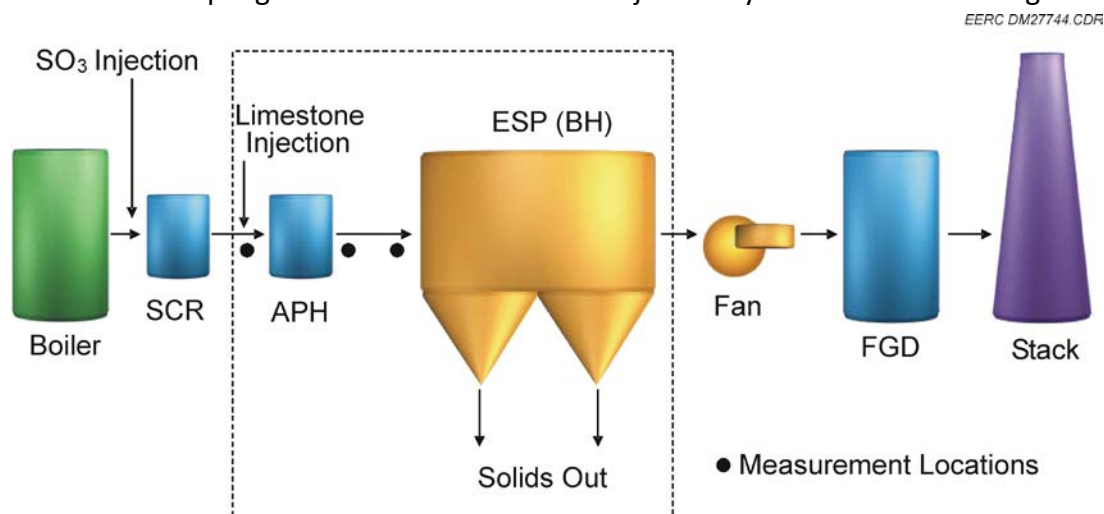 EERC DM27744.CDR
SO₃ Injection
Limestone
Injection
ESP (BH)
SCR
APH
Fan
Boiler
FGD
Stack
Solids Out
● Measurement Locations